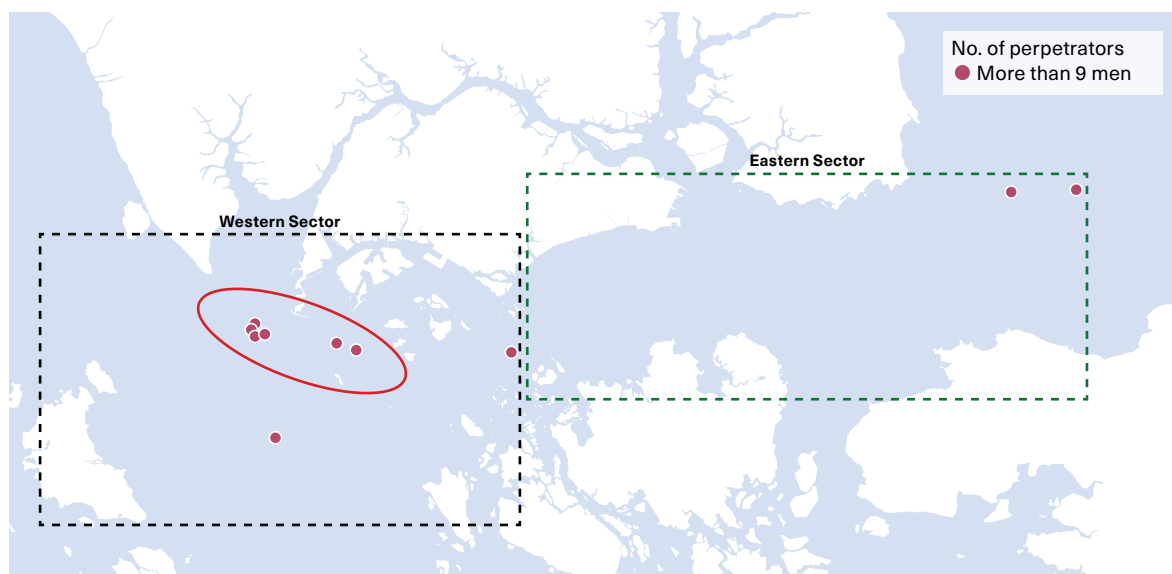 No. of perpetrators
More than 9 men
Eastern Sector
Western Sector